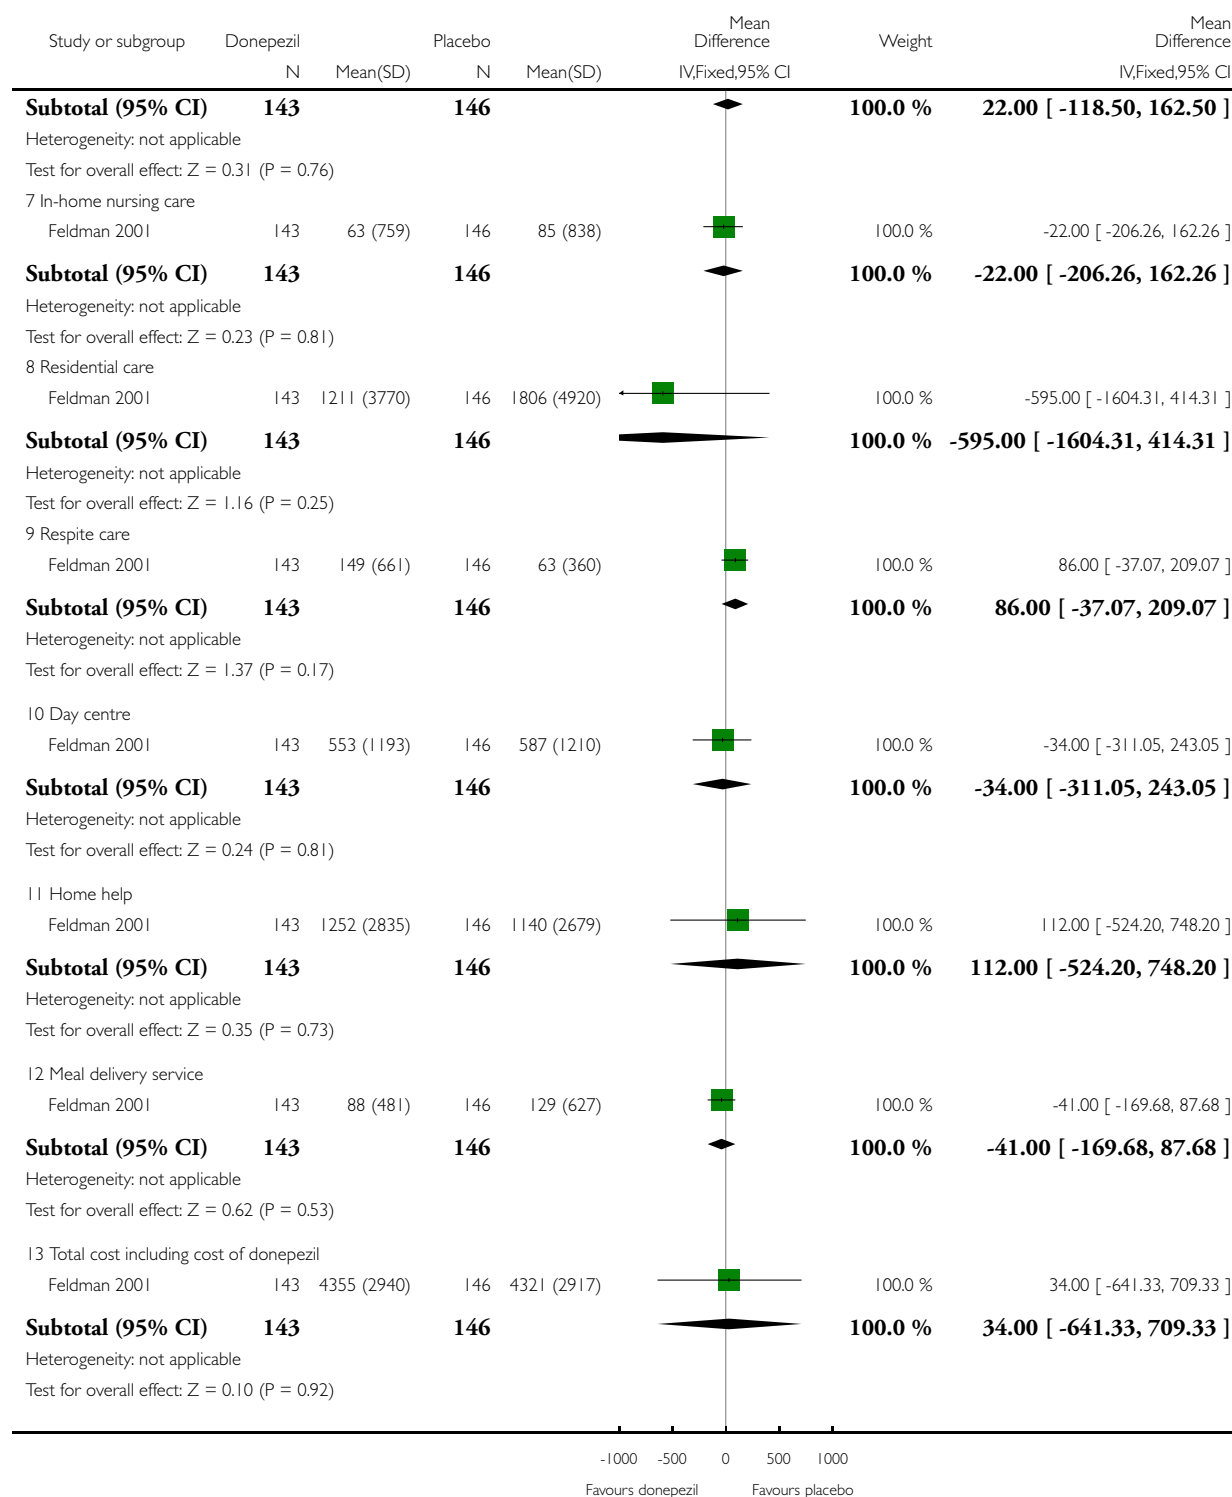 Study or subgroup Donepezil Placebo Mean Difference Weight Mean Difference
N Mean(SD) N Mean(SD) IV,Fixed,95% CI IV,Fixed,95% CI
Subtotal (95% CI) 143 146 100.0 % 22.00 [ -118.50, 162.50 ]
Heterogeneity: not applicable
Test for overall effect: Z = 0.31 (P = 0.76)
7 In-home nursing care
Feldman 2001 143 63 (759) 146 85 (838) 100.0 % -22.00 [ -206.26, 162.26 ]
Subtotal (95% CI) 143 146 100.0 % -22.00 [ -206.26, 162.26 ]
Heterogeneity: not applicable
Test for overall effect: Z = 0.23 (P = 0.81)
8 Residential care
Feldman 2001 143 1211 (3770) 146 1806 (4920) 100.0 % -595.00 [ -1604.31, 414.31 ]
Subtotal (95% CI) 143 146 100.0 % -595.00 [ -1604.31, 414.31 ]
Heterogeneity: not applicable
Test for overall effect: Z = 1.16 (P = 0.25)
9 Respite care
Feldman 2001 143 149 (661) 146 63 (360) 100.0 % 86.00 [ -37.07, 209.07 ]
Subtotal (95% CI) 143 146 100.0 % 86.00 [ -37.07, 209.07 ]
Heterogeneity: not applicable
Test for overall effect: Z = 1.37 (P = 0.17)
10 Day centre
Feldman 2001 143 553 (1193) 146 587 (1210) 100.0 % -34.00 [ -311.05, 243.05 ]
Subtotal (95% CI) 143 146 100.0 % -34.00 [ -311.05, 243.05 ]
Heterogeneity: not applicable
Test for overall effect: Z = 0.24 (P = 0.81)
11 Home help
Feldman 2001 143 1252 (2835) 146 1140 (2679) 100.0 % 112.00 [ -524.20, 748.20 ]
Subtotal (95% CI) 143 146 100.0 % 112.00 [ -524.20, 748.20 ]
Heterogeneity: not applicable
Test for overall effect: Z = 0.35 (P = 0.73)
12 Meal delivery service
Feldman 2001 143 88 (481) 146 129 (627) 100.0 % -41.00 [ -169.68, 87.68 ]
Subtotal (95% CI) 143 146 100.0 % -41.00 [ -169.68, 87.68 ]
Heterogeneity: not applicable
Test for overall effect: Z = 0.62 (P = 0.53)
13 Total cost including cost of donepezil
Feldman 2001 143 4355 (2940) 146 4321 (2917) 100.0 % 34.00 [ -641.33, 709.33 ]
Subtotal (95% CI) 143 146 100.0 % 34.00 [ -641.33, 709.33 ]
Heterogeneity: not applicable
Test for overall effect: Z = 0.10 (P = 0.92)
-1000 -500 0 500 1000
Favours donepezil Favours placebo